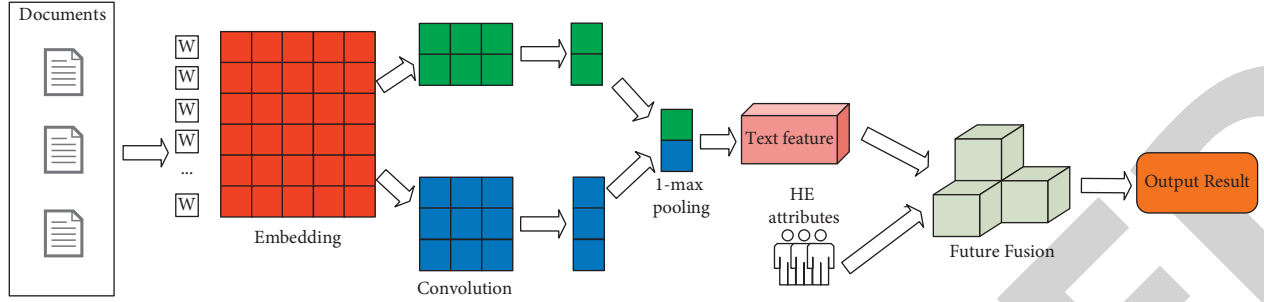 Documents
W
W
W
W
...
W
Embedding
Convolution
1-max
pooling
Text feature
HE
attributes
Future Fusion
Output Result